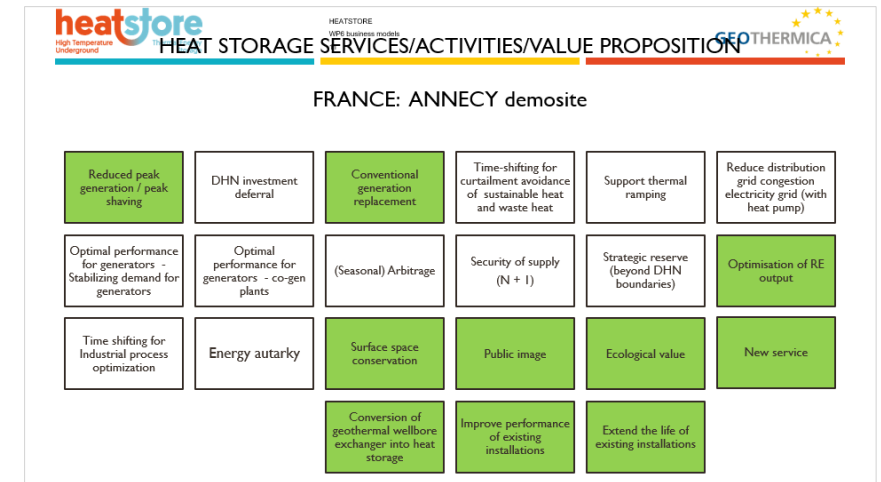 heatstore
High Temperature
Underground
HEATSTORE
WP6 business models
GEOTHERMICA
HEAT STORAGE SERVICES/ACTIVITIES/VALUE PROPOSITION
FRANCE: ANNECY demosite
Reduced peak
generation / peak
shaving
DHN investment
deferral
Conventional
generation
replacement
Time-shifting for
curtailment avoidance
of sustainable heat
and waste heat
Support thermal
ramping
Reduce distribution
grid congestion
electricity grid (with
heat pump)
Optimal performance
for generators -
Stabilizing demand for
generators
Optimal
performance for
generators - co-gen
plants
(Seasonal) Arbitrage
Security of supply
(N + 1)
Strategic reserve
(beyond DHN
boundaries)
Optimisation of RE
output
Time shifting for
Industrial process
optimization
Energy autarky
Surface space
conservation
Public image
Ecological value
New service
Conversion of
geothermal wellbore
exchanger into heat
storage
Improve performance
of existing
installations
Extend the life of
existing installations